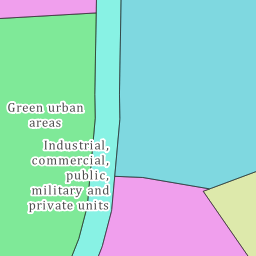 Green urban
areas
Industrial,
commercial,
public,
military and
private units